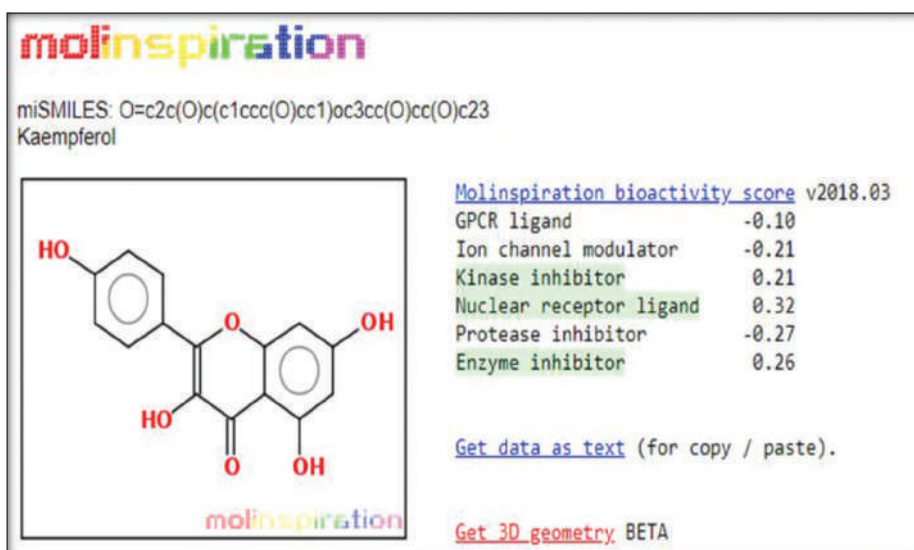 molinspiration
miSMILES: O=c2c(O)c(c1ccc(O)cc1)oc3cc(O)cc(O)c23
Kaempferol
HO
O
OH
HO
O
OH
molinspiration
Molinspiration bioactivity score v2018.03
GPCR ligand -0.10
Ion channel modulator -0.21
Kinase inhibitor 0.21
Nuclear receptor ligand 0.32
Protease inhibitor -0.27
Enzyme inhibitor 0.26
Get data as text (for copy / paste).
Get 3D geometry BETA